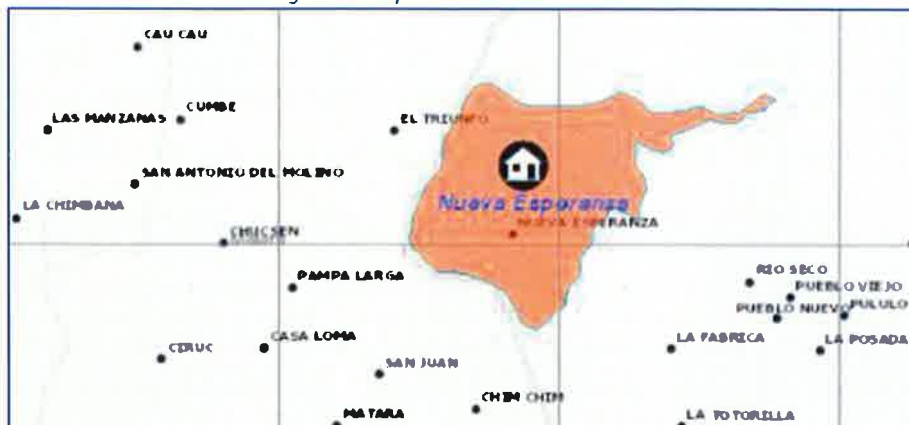 CAU CAU
CUMBE
LAS MANZANAS
EL TRIUNFO
SAN ANTONIO DEL MOLINO
Nueva Esperanza
LA CHIMBANA
NUEVA ESPERANZA
CHUCSEN
RIO SECO
PAMPA LARGA
PUEBLO VIEJO
PUEBLO NUEVO
PULULO
CASA LOMA
LA FABRICA
LA POSADA
CIRUC
SAN JUAN
CHIM CHIM
MATARA
LA TOTORILLA